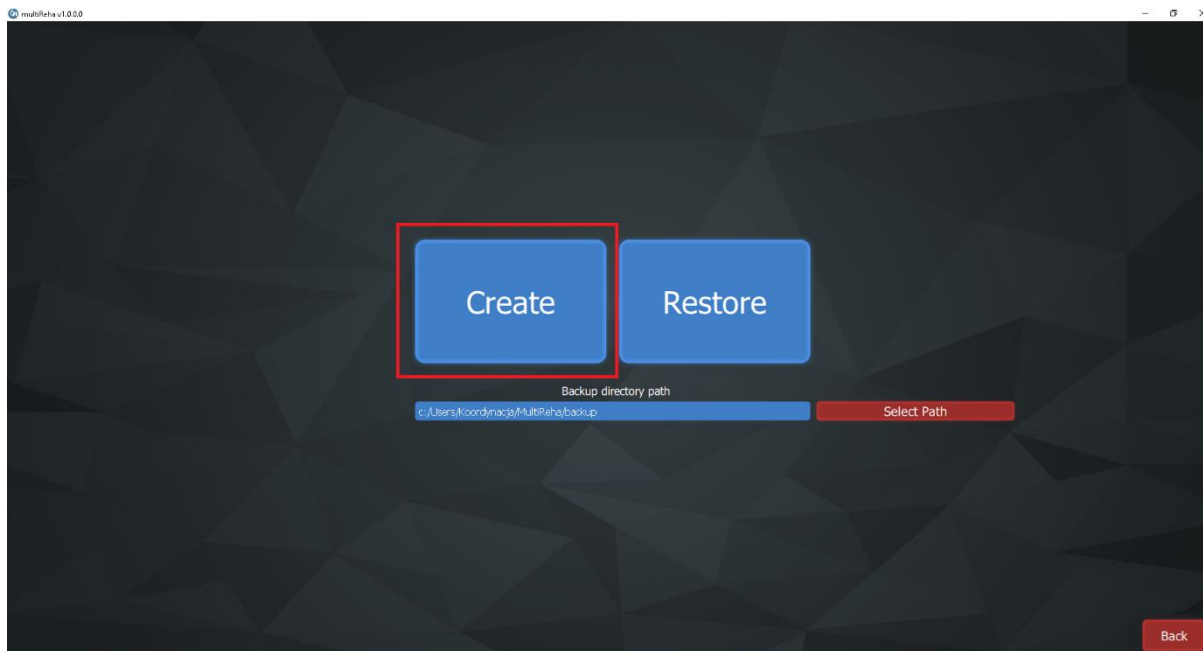 multiReha v1.0.0.0
Create
Restore
Backup directory path
c:/Users/Koordynacja/MultiReha/backup
Select Path
Back